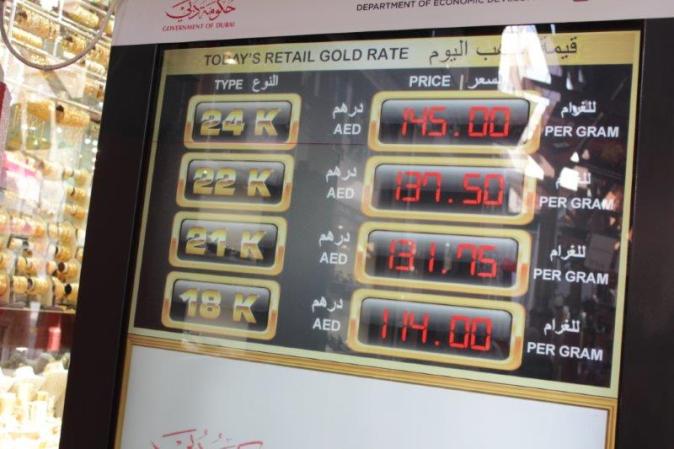 حكومة دبي
GOVERNMENT OF DUBAI
DEPARTMENT OF ECONOMIC
TODAY'S RETAIL GOLD RATE قيمة اليوم
TYPE النوع PRICE | السعر
24 K درهم AED 145.00 للغرام PER GRAM
22 K درهم AED 137.50 للغرام PER GRAM
21 K درهم AED 131.75 للغرام PER GRAM
18 K درهم AED 114.00 للغرام PER GRAM